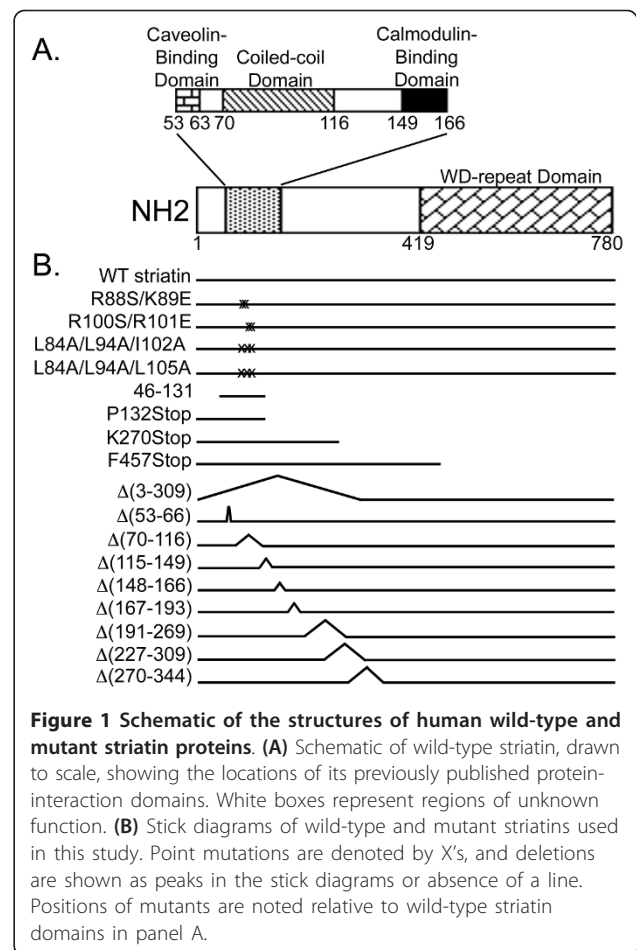 A.
Caveolin-
Binding
Domain
Coiled-coil
Domain
Calmodulin-
Binding
Domain
53 63 70 116 149 166
WD-repeat Domain
NH2
1 419 780
B.
WT striatin
R88S/K89E
R100S/R101E
L84A/L94A/I102A
L84A/L94A/L105A
46-131
P132Stop
K270Stop
F457Stop
Δ(3-309)
Δ(53-66)
Δ(70-116)
Δ(115-149)
Δ(148-166)
Δ(167-193)
Δ(191-269)
Δ(227-309)
Δ(270-344)
Figure 1 Schematic of the structures of human wild-type and
mutant striatin proteins. (A) Schematic of wild-type striatin, drawn
to scale, showing the locations of its previously published protein-
interaction domains. White boxes represent regions of unknown
function. (B) Stick diagrams of wild-type and mutant striatins used
in this study. Point mutations are denoted by X's, and deletions
are shown as peaks in the stick diagrams or absence of a line.
Positions of mutants are noted relative to wild-type striatin
domains in panel A.